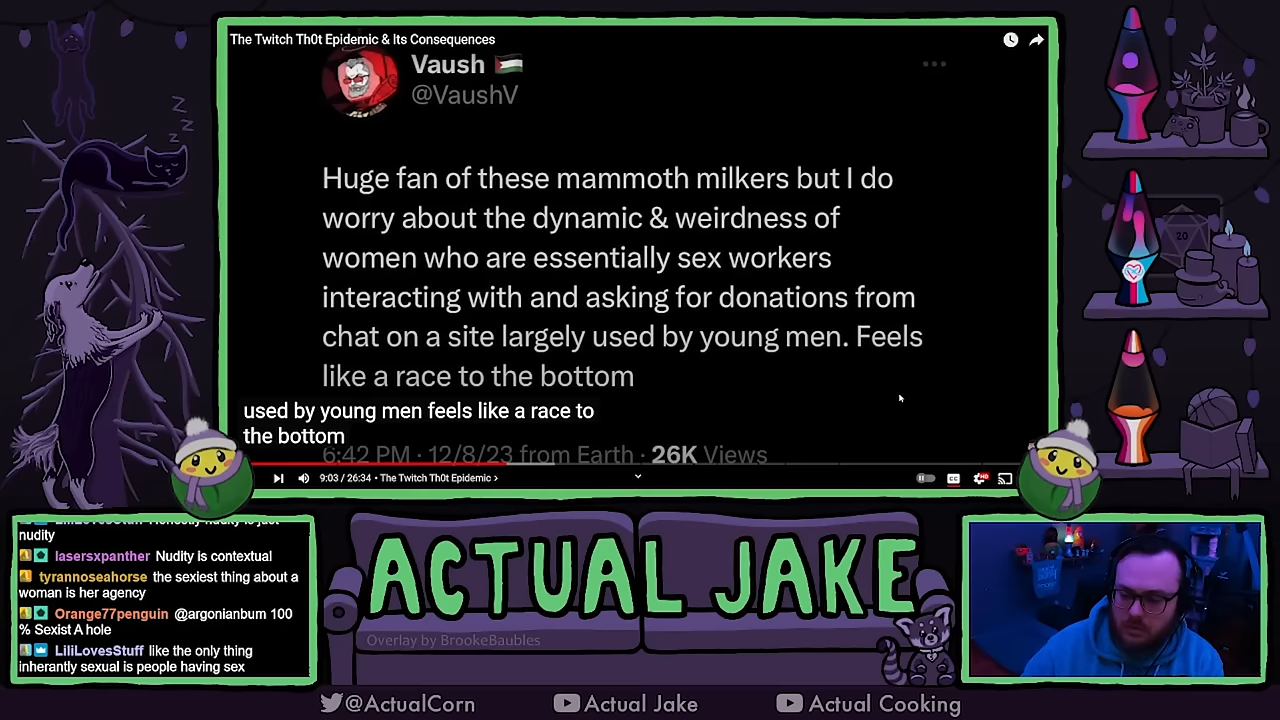 The Twitch Th0t Epidemic & Its Consequences
Vaush
@VaushV
Huge fan of these mammoth milkers but I do
worry about the dynamic & weirdness of
women who are essentially sex workers
interacting with and asking for donations from
chat on a site largely used by young men. Feels
like a race to the bottom
used by young men feels like a race to
the bottom
6:42 PM · 12/8/23 from Earth · 26K Views
9:03 / 26:34 • The Twitch Th0t Epidemic >
CC
HD
20
nudity
lasersxpanther Nudity is contextual
tyrannoseahorse the sexiest thing about a
woman is her agency
Orange77penguin @argonianbum 100
% Sexist A hole
LiliLovesStuff like the only thing
inherantly sexual is people having sex
ACTUAL JAKE
Overlay by BrookeBaubles
@ActualCorn
Actual Jake
Actual Cooking